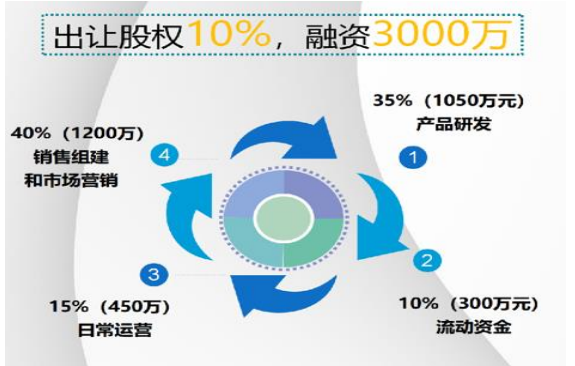 出让股权10%，融资3000万
35%（1050万元）
产品研发
1
40%（1200万）
销售组建
和市场营销
4
2
10%（300万元）
流动资金
3
15%（450万）
日常运营